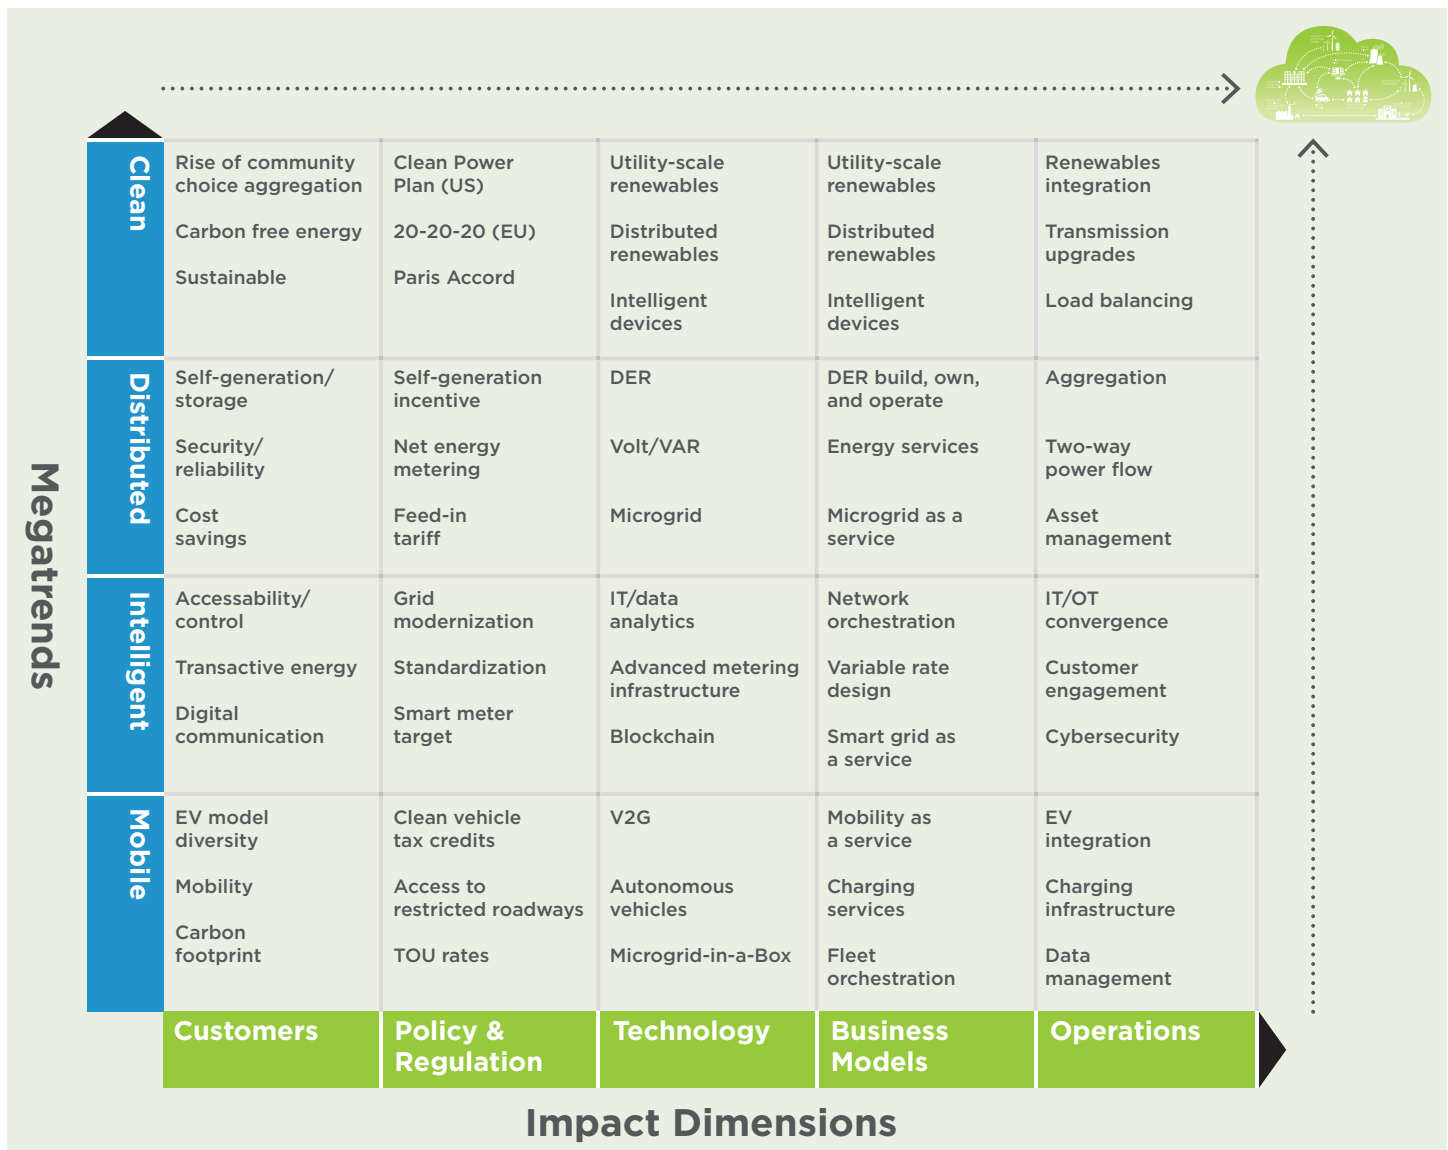 Clean
Rise of community
choice aggregation
Carbon free energy
Sustainable
Clean Power
Plan (US)
20-20-20 (EU)
Paris Accord
Utility-scale
renewables
Distributed
renewables
Intelligent
devices
Utility-scale
renewables
Distributed
renewables
Intelligent
devices
Renewables
integration
Transmission
upgrades
Load balancing
Distributed
Self-generation/
storage
Security/
reliability
Cost
savings
Self-generation
incentive
Net energy
metering
Feed-in
tariff
DER
Volt/VAR
Microgrid
DER build, own,
and operate
Energy services
Microgrid as a
service
Aggregation
Two-way
power flow
Asset
management
Megatrends
Intelligent
Accessability/
control
Transactive energy
Digital
communication
Grid
modernization
Standardization
Smart meter
target
IT/data
analytics
Advanced metering
infrastructure
Blockchain
Network
orchestration
Variable rate
design
Smart grid as
a service
IT/OT
convergence
Customer
engagement
Cybersecurity
Mobile
EV model
diversity
Mobility
Carbon
footprint
Clean vehicle
tax credits
Access to
restricted roadways
TOU rates
V2G
Autonomous
vehicles
Microgrid-in-a-Box
Mobility as
a service
Charging
services
Fleet
orchestration
EV
integration
Charging
infrastructure
Data
management
Customers
Policy &
Regulation
Technology
Business
Models
Operations
Impact Dimensions